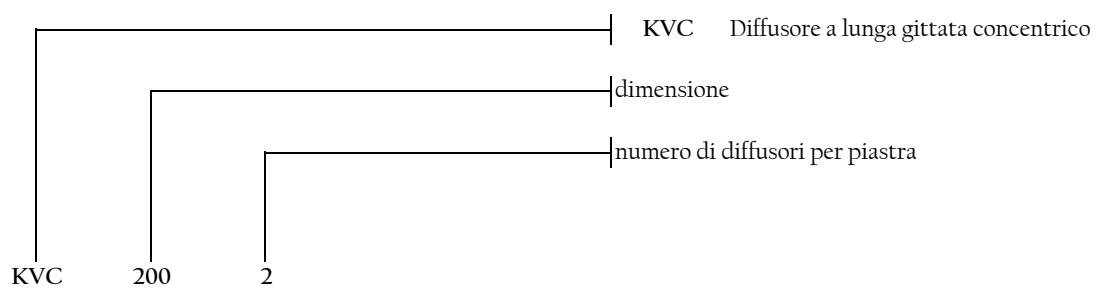 KVC Diffusore a lunga gittata concentrico
dimensione
numero di diffusori per piastra
KVC 200 2